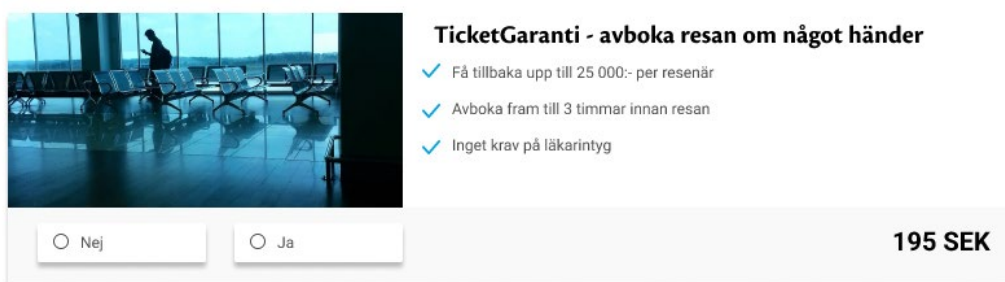 TicketGaranti - avboka resan om något händer
Få tillbaka upp till 25 000:- per resenär
Avboka fram till 3 timmar innan resan
Inget krav på läkarintyg
Nej
Ja
195 SEK